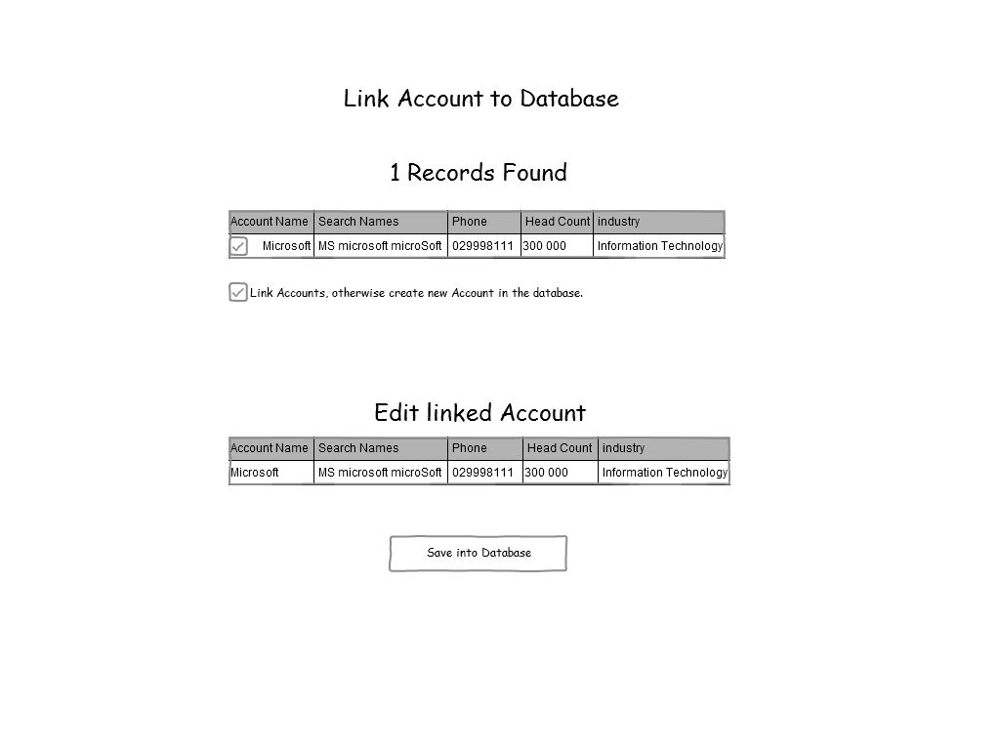 Link Account to Database
1 Records Found
Account Name Search Names Phone Head Count industry
Microsoft MS microsoft microSoft 029998111 300 000 Information Technology
Link Accounts, otherwise create new Account in the database.
Edit linked Account
Account Name Search Names Phone Head Count industry
Microsoft MS microsoft microSoft 029998111 300 000 Information Technology
Save into Database